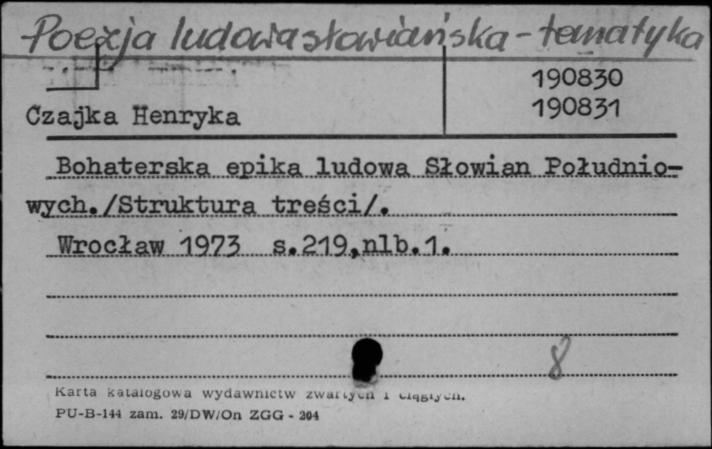 Poezja ludowa słowiańska - tematyka
190830
Czajka Henryka
190831
Bohaterska epika ludowa Słowian Południo-
wych./Struktura treści/.
Wrocław 1973 s.219,nlb.1.
8
Karta katalogowa wydawnictw zwartych i ciągłych.
PU-B-144 zam. 29/DW/On ZGG - 204